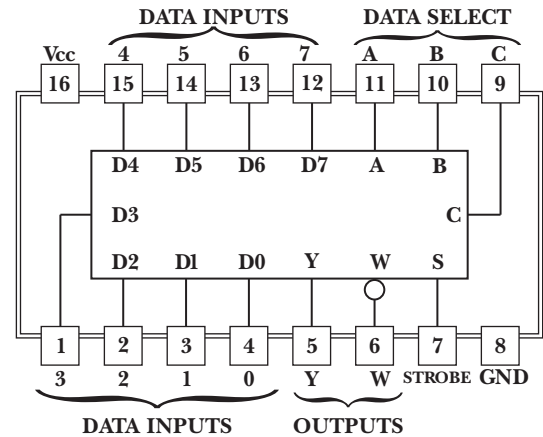 DATA INPUTS DATA SELECT
Vcc 4 5 6 7 A B C
16 15 14 13 12 11 10 9
D4 D5 D6 D7 A B
D3 C
D2 D1 D0 Y W S
1 2 3 4 5 6 7 8
3 2 1 0 Y W STROBE GND
DATA INPUTS OUTPUTS